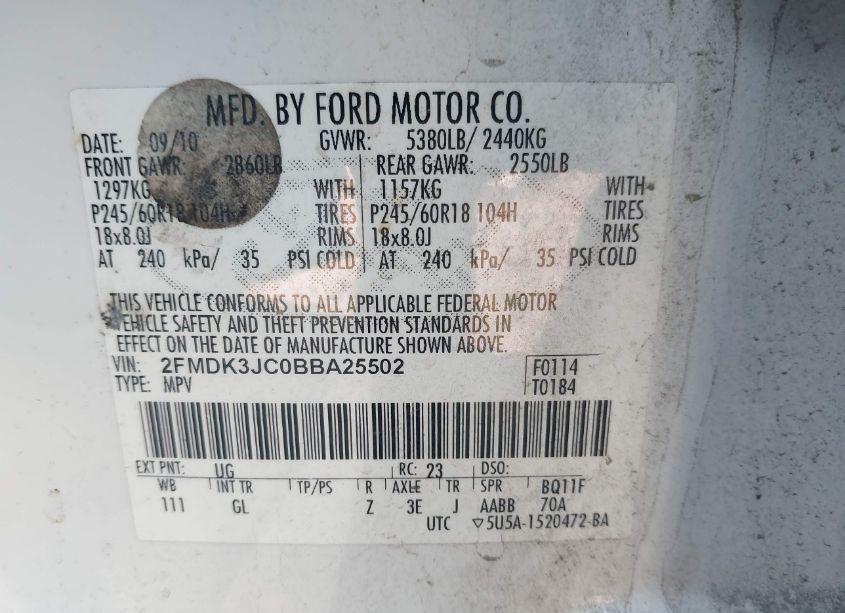 MFD. BY FORD MOTOR CO.
DATE: 09/10 GVWR: 5380LB/ 2440KG
FRONT GAWR: 2860LB REAR GAWR: 2550LB
1297KG WITH 1157KG WITH
P245/60R18 104H TIRES P245/60R18 104H TIRES
18x8.0J RIMS 18x8.0J RIMS
AT 240 kPa/ 35 PSI COLD AT 240 kPa/ 35 PSI COLD
THIS VEHICLE CONFORMS TO ALL APPLICABLE FEDERAL MOTOR
VEHICLE SAFETY AND THEFT PREVENTION STANDARDS IN
EFFECT ON THE DATE OF MANUFACTURE SHOWN ABOVE.
VIN: 2FMDK3JC0BBA25502 F0114
TYPE: MPV T0184
EXT PNT: UG RC: 23 DSO:
WB INT TR TP/PS R AXLE TR SPR BQ11F
111 GL Z 3E J AABB 70A
UTC ▽5U5A-1520472-BA